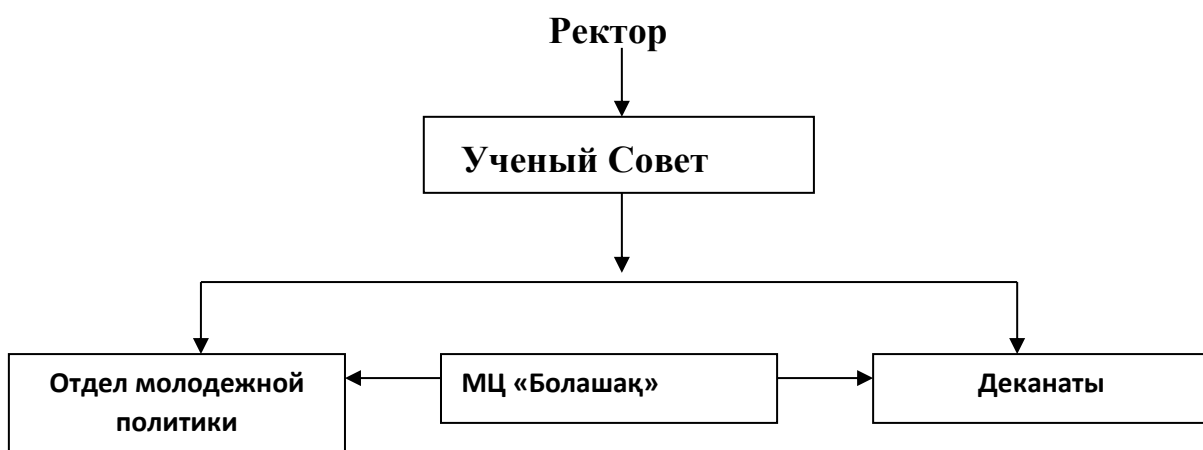 Ректор
Ученый Совет
Отдел молодежной
политики
МЦ «Болашақ»
Деканаты